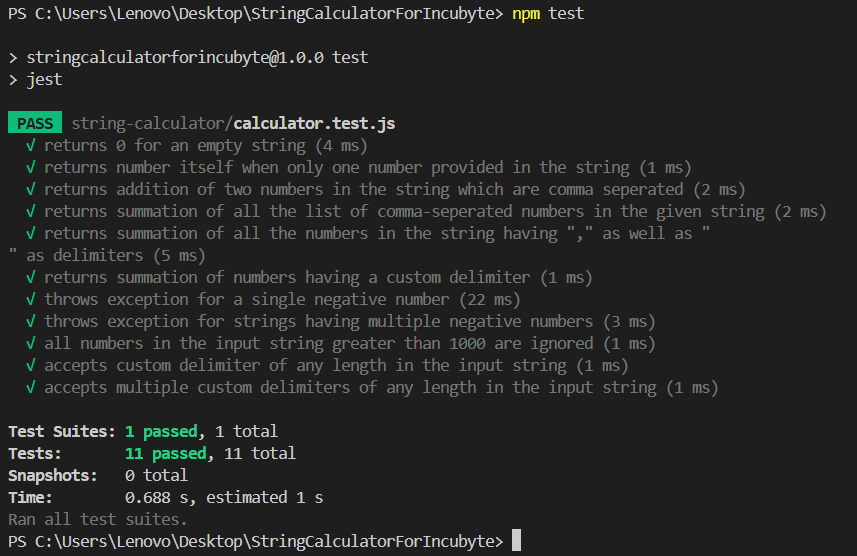 PS C:\Users\Lenovo\Desktop\StringCalculatorForIncubyte> npm test
> stringcalculatorforincubyte@1.0.0 test
> jest
PASS string-calculator/calculator.test.js
√ returns 0 for an empty string (4 ms)
√ returns number itself when only one number provided in the string (1 ms)
√ returns addition of two numbers in the string which are comma seperated (2 ms)
√ returns summation of all the list of comma-seperated numbers in the given string (2 ms)
√ returns summation of all the numbers in the string having "," as well as "
" as delimiters (5 ms)
√ returns summation of numbers having a custom delimiter (1 ms)
√ throws exception for a single negative number (22 ms)
√ throws exception for strings having multiple negative numbers (3 ms)
√ all numbers in the input string greater than 1000 are ignored (1 ms)
√ accepts custom delimiter of any length in the input string (1 ms)
√ accepts multiple custom delimiters of any length in the input string (1 ms)
Test Suites: 1 passed, 1 total
Tests: 11 passed, 11 total
Snapshots: 0 total
Time: 0.688 s, estimated 1 s
Ran all test suites.
PS C:\Users\Lenovo\Desktop\StringCalculatorForIncubyte>